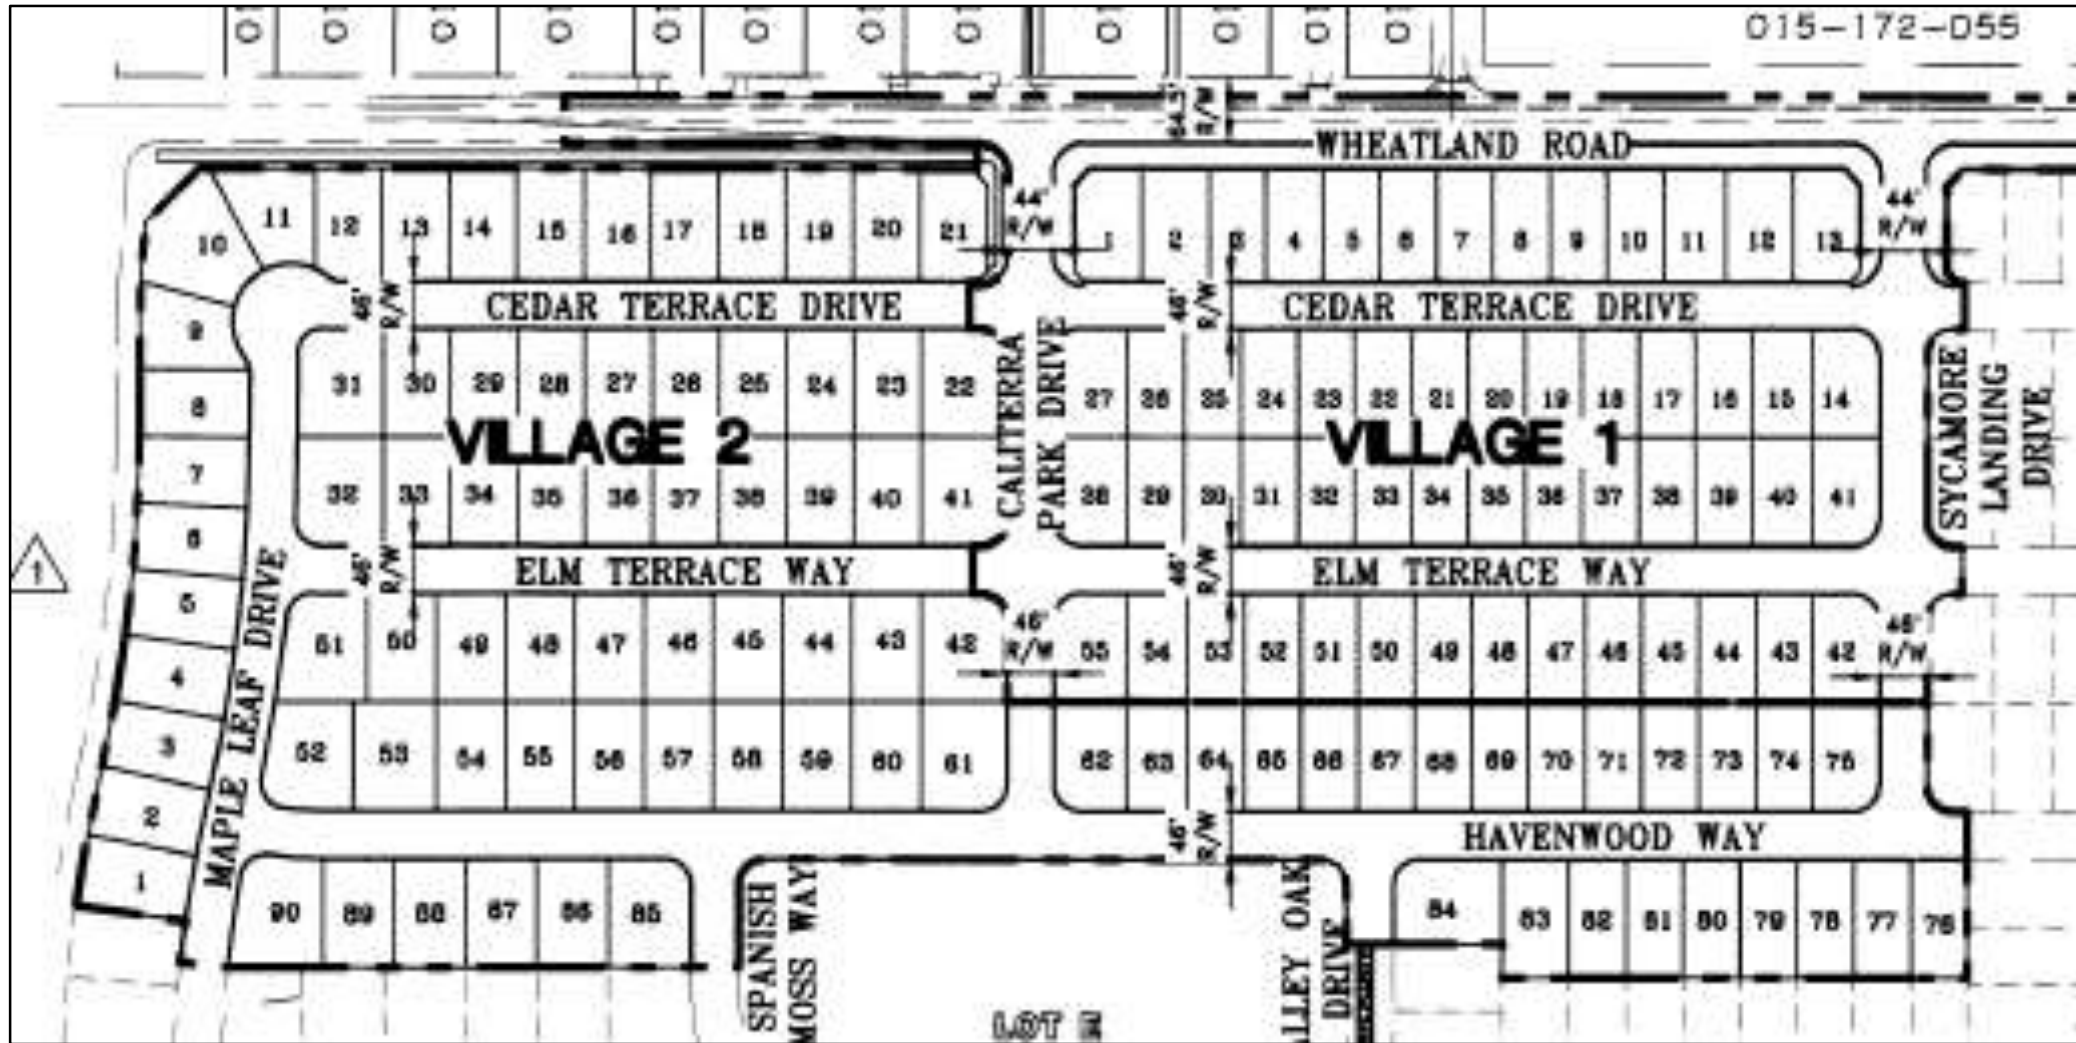 015-172-055
64.5' R/W
WHEATLAND ROAD
11 12 13 14 15 16 17 18 19 20 21
44' R/W
1 2 3 4 5 6 7 8 9 10 11 12 13
44' R/W
10
46' R/W
CEDAR TERRACE DRIVE
46' R/W
CEDAR TERRACE DRIVE
9
31 30 29 28 27 26 25 24 23 22
27 26 25 24 23 22 21 20 19 18 17 16 15 14
8
VILLAGE 2
CALITERRA
PARK DRIVE
VILLAGE 1
SYCAMORE
LANDING
DRIVE
7
32 33 34 35 36 37 38 39 40 41
28 29 30 31 32 33 34 35 36 37 38 39 40 41
6
1
46' R/W
ELM TERRACE WAY
46' R/W
ELM TERRACE WAY
5
51 50 49 48 47 46 45 44 43 42
46' R/W
55 54 53 52 51 50 49 48 47 46 45 44 43 42
46' R/W
4
MAPLE LEAF DRIVE
3
52 53 54 55 56 57 58 59 60 61
62 63 64 65 66 67 68 69 70 71 72 73 74 75
2
46' R/W
HAVENWOOD WAY
1
90 89 88 87 86 85
SPANISH
MOSS WAY
ALLEY OAK
DRIVE
84 83 82 81 80 79 78 77 76
LOT E